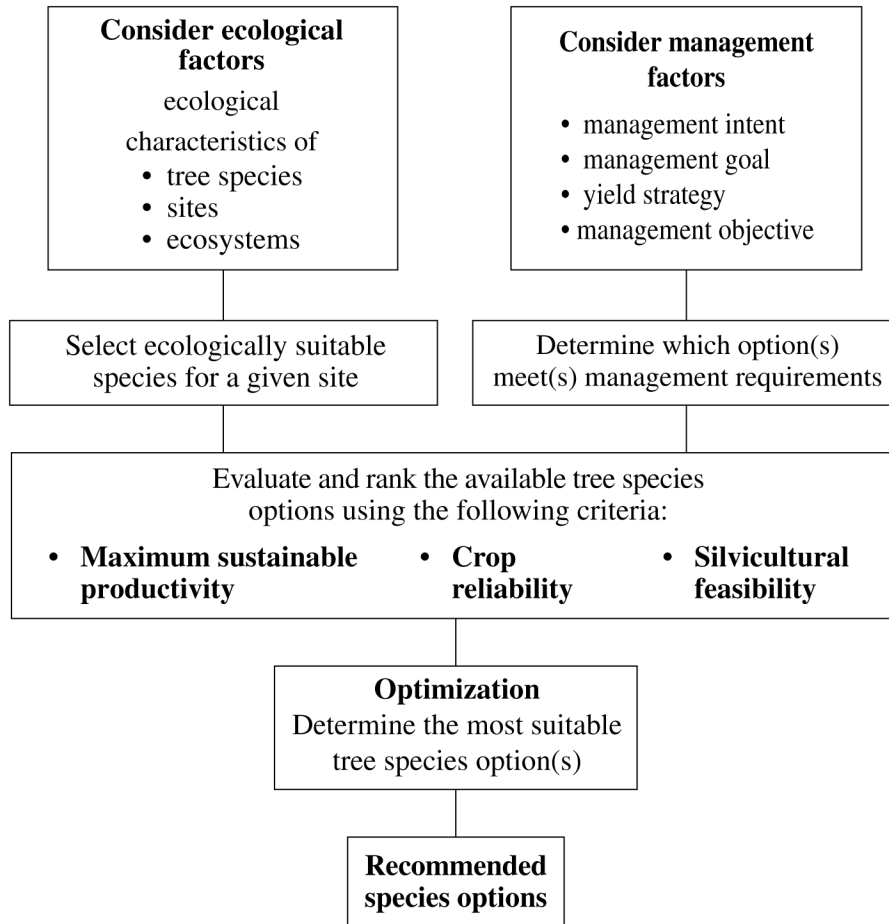 Consider ecological
factors
ecological
characteristics of
• tree species
• sites
• ecosystems
Consider management
factors
• management intent
• management goal
• yield strategy
• management objective
Select ecologically suitable
species for a given site
Determine which option(s)
meet(s) management requirements
Evaluate and rank the available tree species
options using the following criteria:
• Maximum sustainable
productivity
• Crop
reliability
• Silvicultural
feasibility
Optimization
Determine the most suitable
tree species option(s)
Recommended
species options